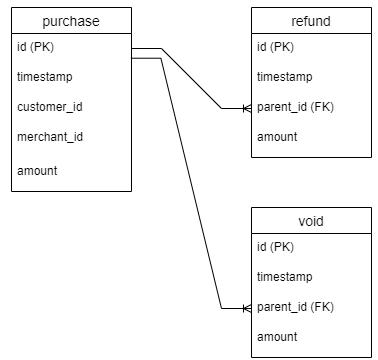 purchase
id (PK)
timestamp
customer_id
merchant_id
amount
refund
id (PK)
timestamp
parent_id (FK)
amount
void
id (PK)
timestamp
parent_id (FK)
amount